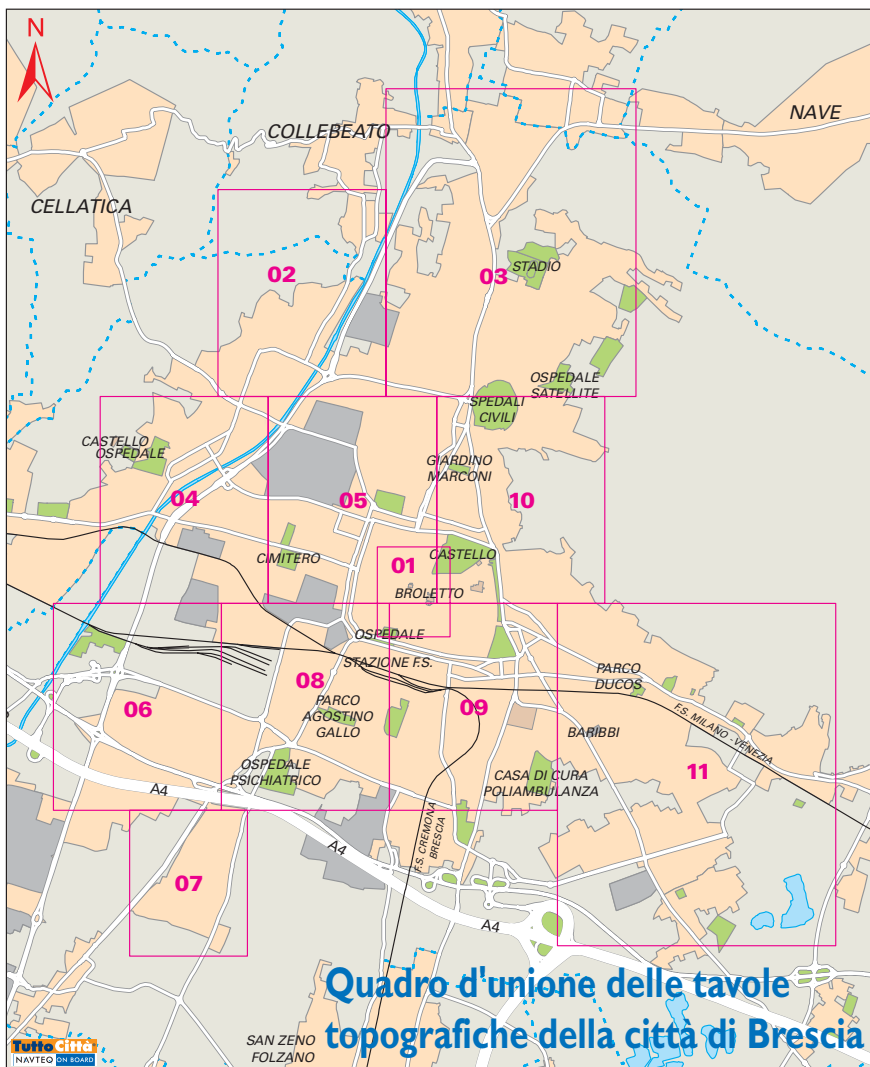 N
COLLEBEATO
NAVE
CELLATICA
02
03
STADIO
OSPEDALE
SATELLITE
SPEDALI
CIVILI
CASTELLO
OSPEDALE
GIARDINO
MARCONI
04
05
10
CIMITERO
01
CASTELLO
BROLETTO
OSPEDALE
STAZIONE F.S.
PARCO
DUCOS
08
06
09
PARCO
AGOSTINO
GALLO
F.S. MILANO -VENEZIA
BARIBBI
OSPEDALE
PSICHIATRICO
CASA DI CURA
POLIAMBULANZA
11
A4
F.S. CREMONA
BRESCIA
A4
07
A4
Quadro d'unione delle tavole
topografiche della città di Brescia
SAN ZENO
FOLZANO
TuttoCittà
NAVTEQ ON BOARD